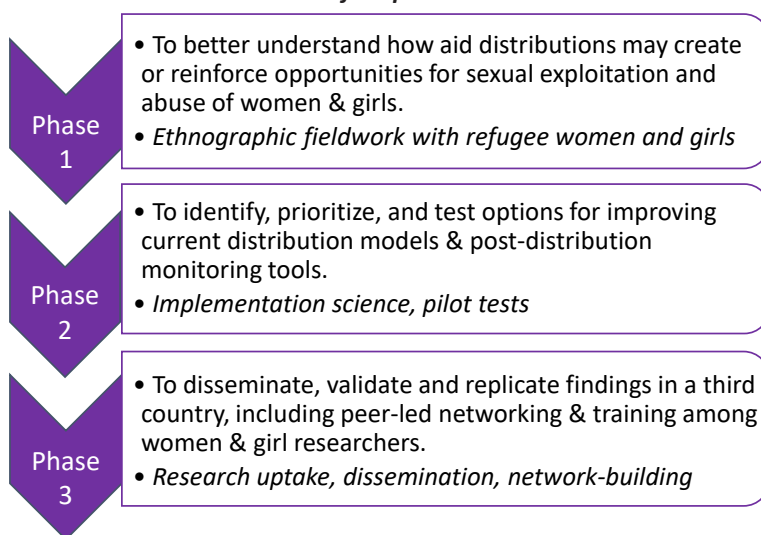 Phase
1
• To better understand how aid distributions may create
or reinforce opportunities for sexual exploitation and
abuse of women & girls.
• Ethnographic fieldwork with refugee women and girls
Phase
2
• To identify, prioritize, and test options for improving
current distribution models & post-distribution
monitoring tools.
• Implementation science, pilot tests
Phase
3
• To disseminate, validate and replicate findings in a third
country, including peer-led networking & training among
women & girl researchers.
• Research uptake, dissemination, network-building